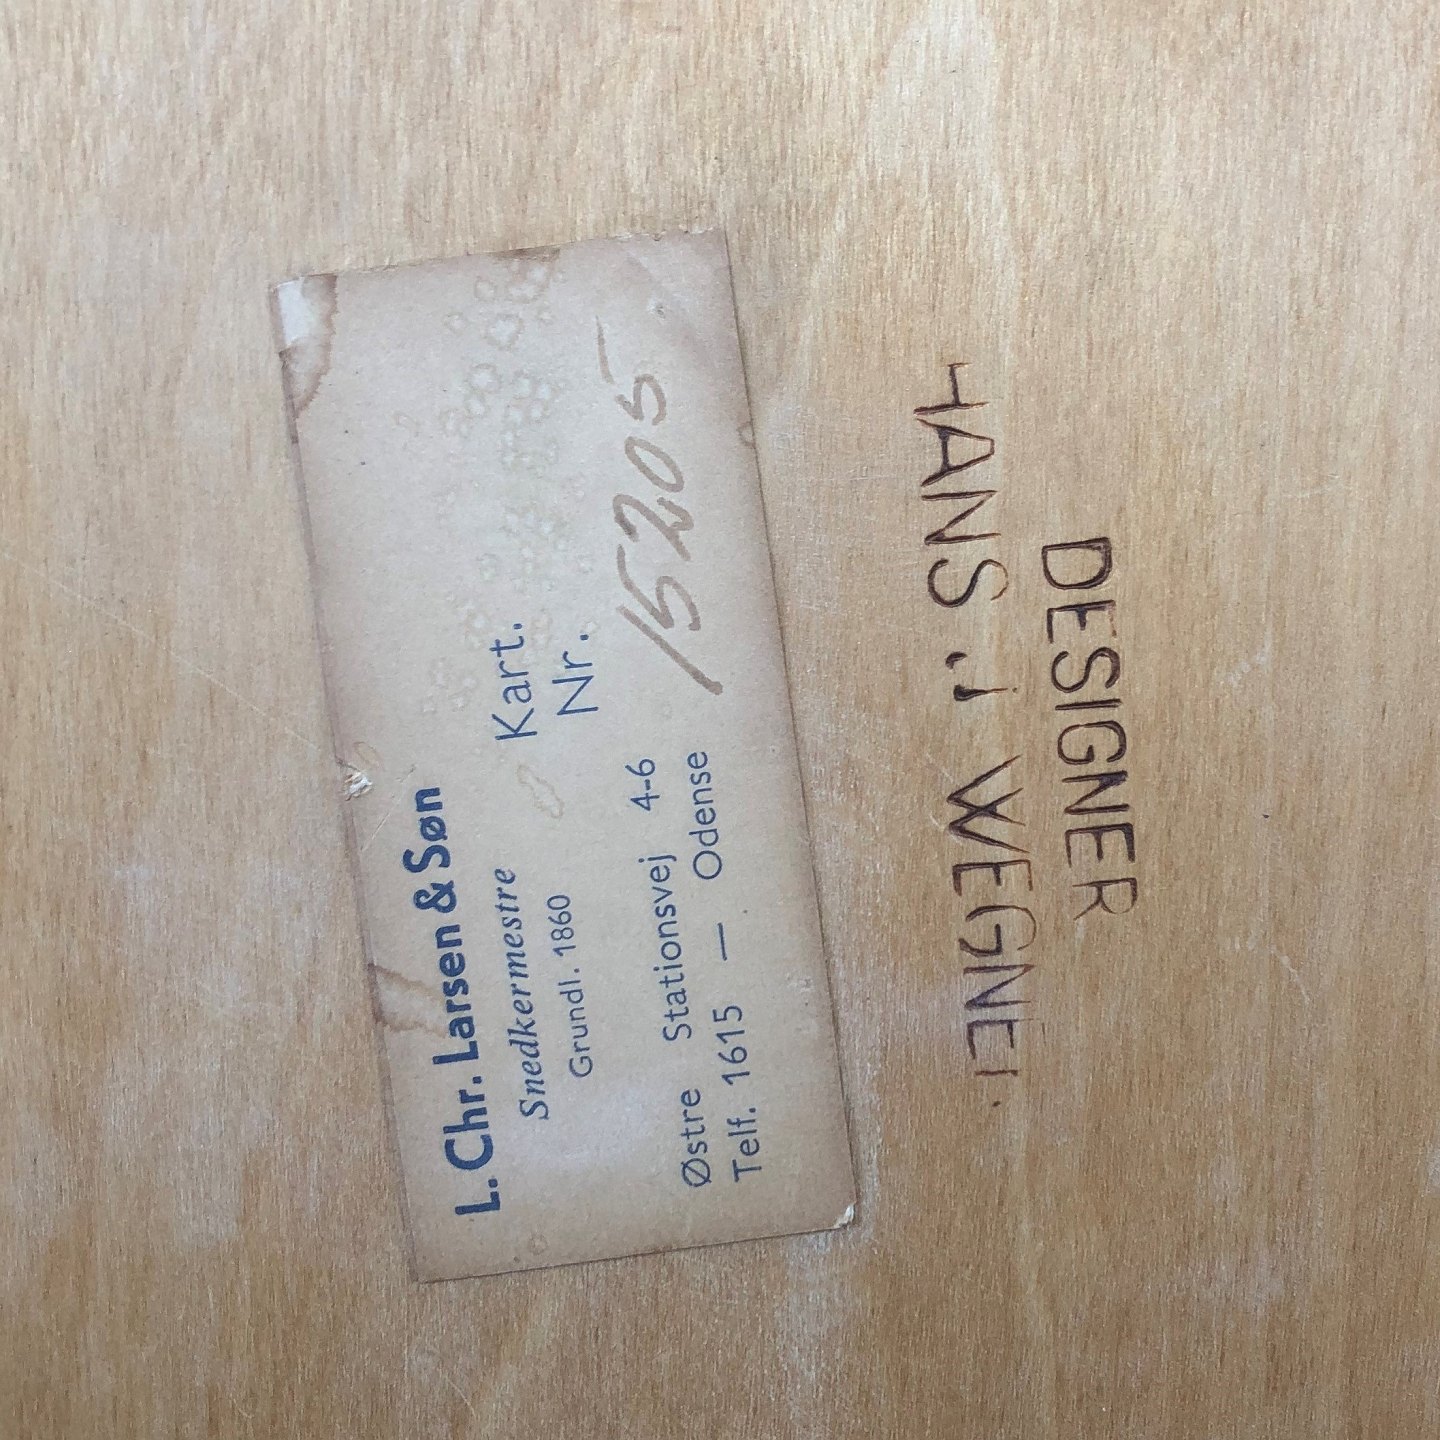 L. Chr. Larsen & Søn
Snedkermestre
Grundl. 1860
Kart.
Nr.
15205
Østre Stationsvej 4-6
Telf. 1615 — Odense
DESIGNER
HANS J WEGNER